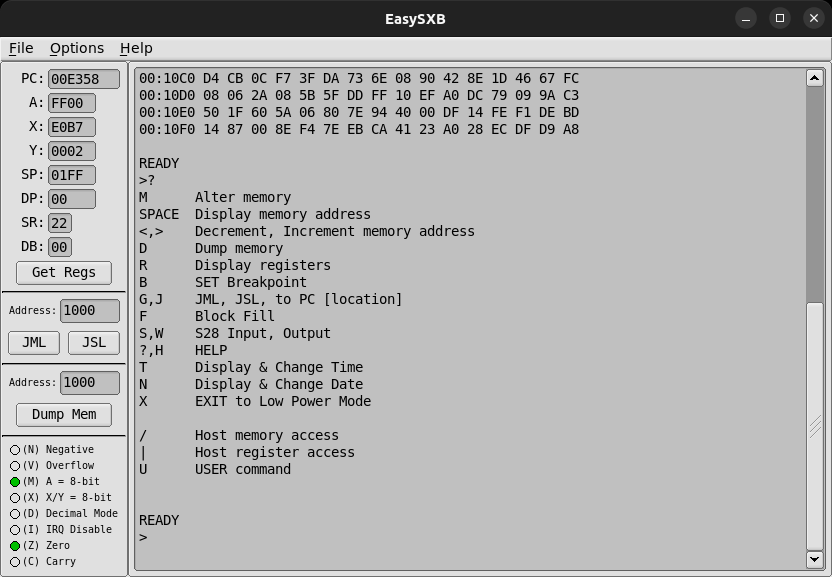 EasySXB
File Options Help
PC: 00E358
A: FF00
X: E0B7
Y: 0002
SP: 01FF
DP: 00
SR: 22
DB: 00
Get Regs
Address: 1000
JML JSL
Address: 1000
Dump Mem
(N) Negative
(V) Overflow
(M) A = 8-bit
(X) X/Y = 8-bit
(D) Decimal Mode
(I) IRQ Disable
(Z) Zero
(C) Carry
00:10C0 D4 CB 0C F7 3F DA 73 6E 08 90 42 8E 1D 46 67 FC
00:10D0 08 06 2A 08 5B 5F DD FF 10 EF A0 DC 79 09 9A C3
00:10E0 50 1F 60 5A 06 80 7E 94 40 00 DF 14 FE F1 DE BD
00:10F0 14 87 00 8E F4 7E EB CA 41 23 A0 28 EC DF D9 A8
READY
>?
M Alter memory
SPACE Display memory address
<,> Decrement, Increment memory address
D Dump memory
R Display registers
B SET Breakpoint
G,J JML, JSL, to PC [location]
F Block Fill
S,W S28 Input, Output
?,H HELP
T Display & Change Time
N Display & Change Date
X EXIT to Low Power Mode
/ Host memory access
| Host register access
U USER command
READY
>